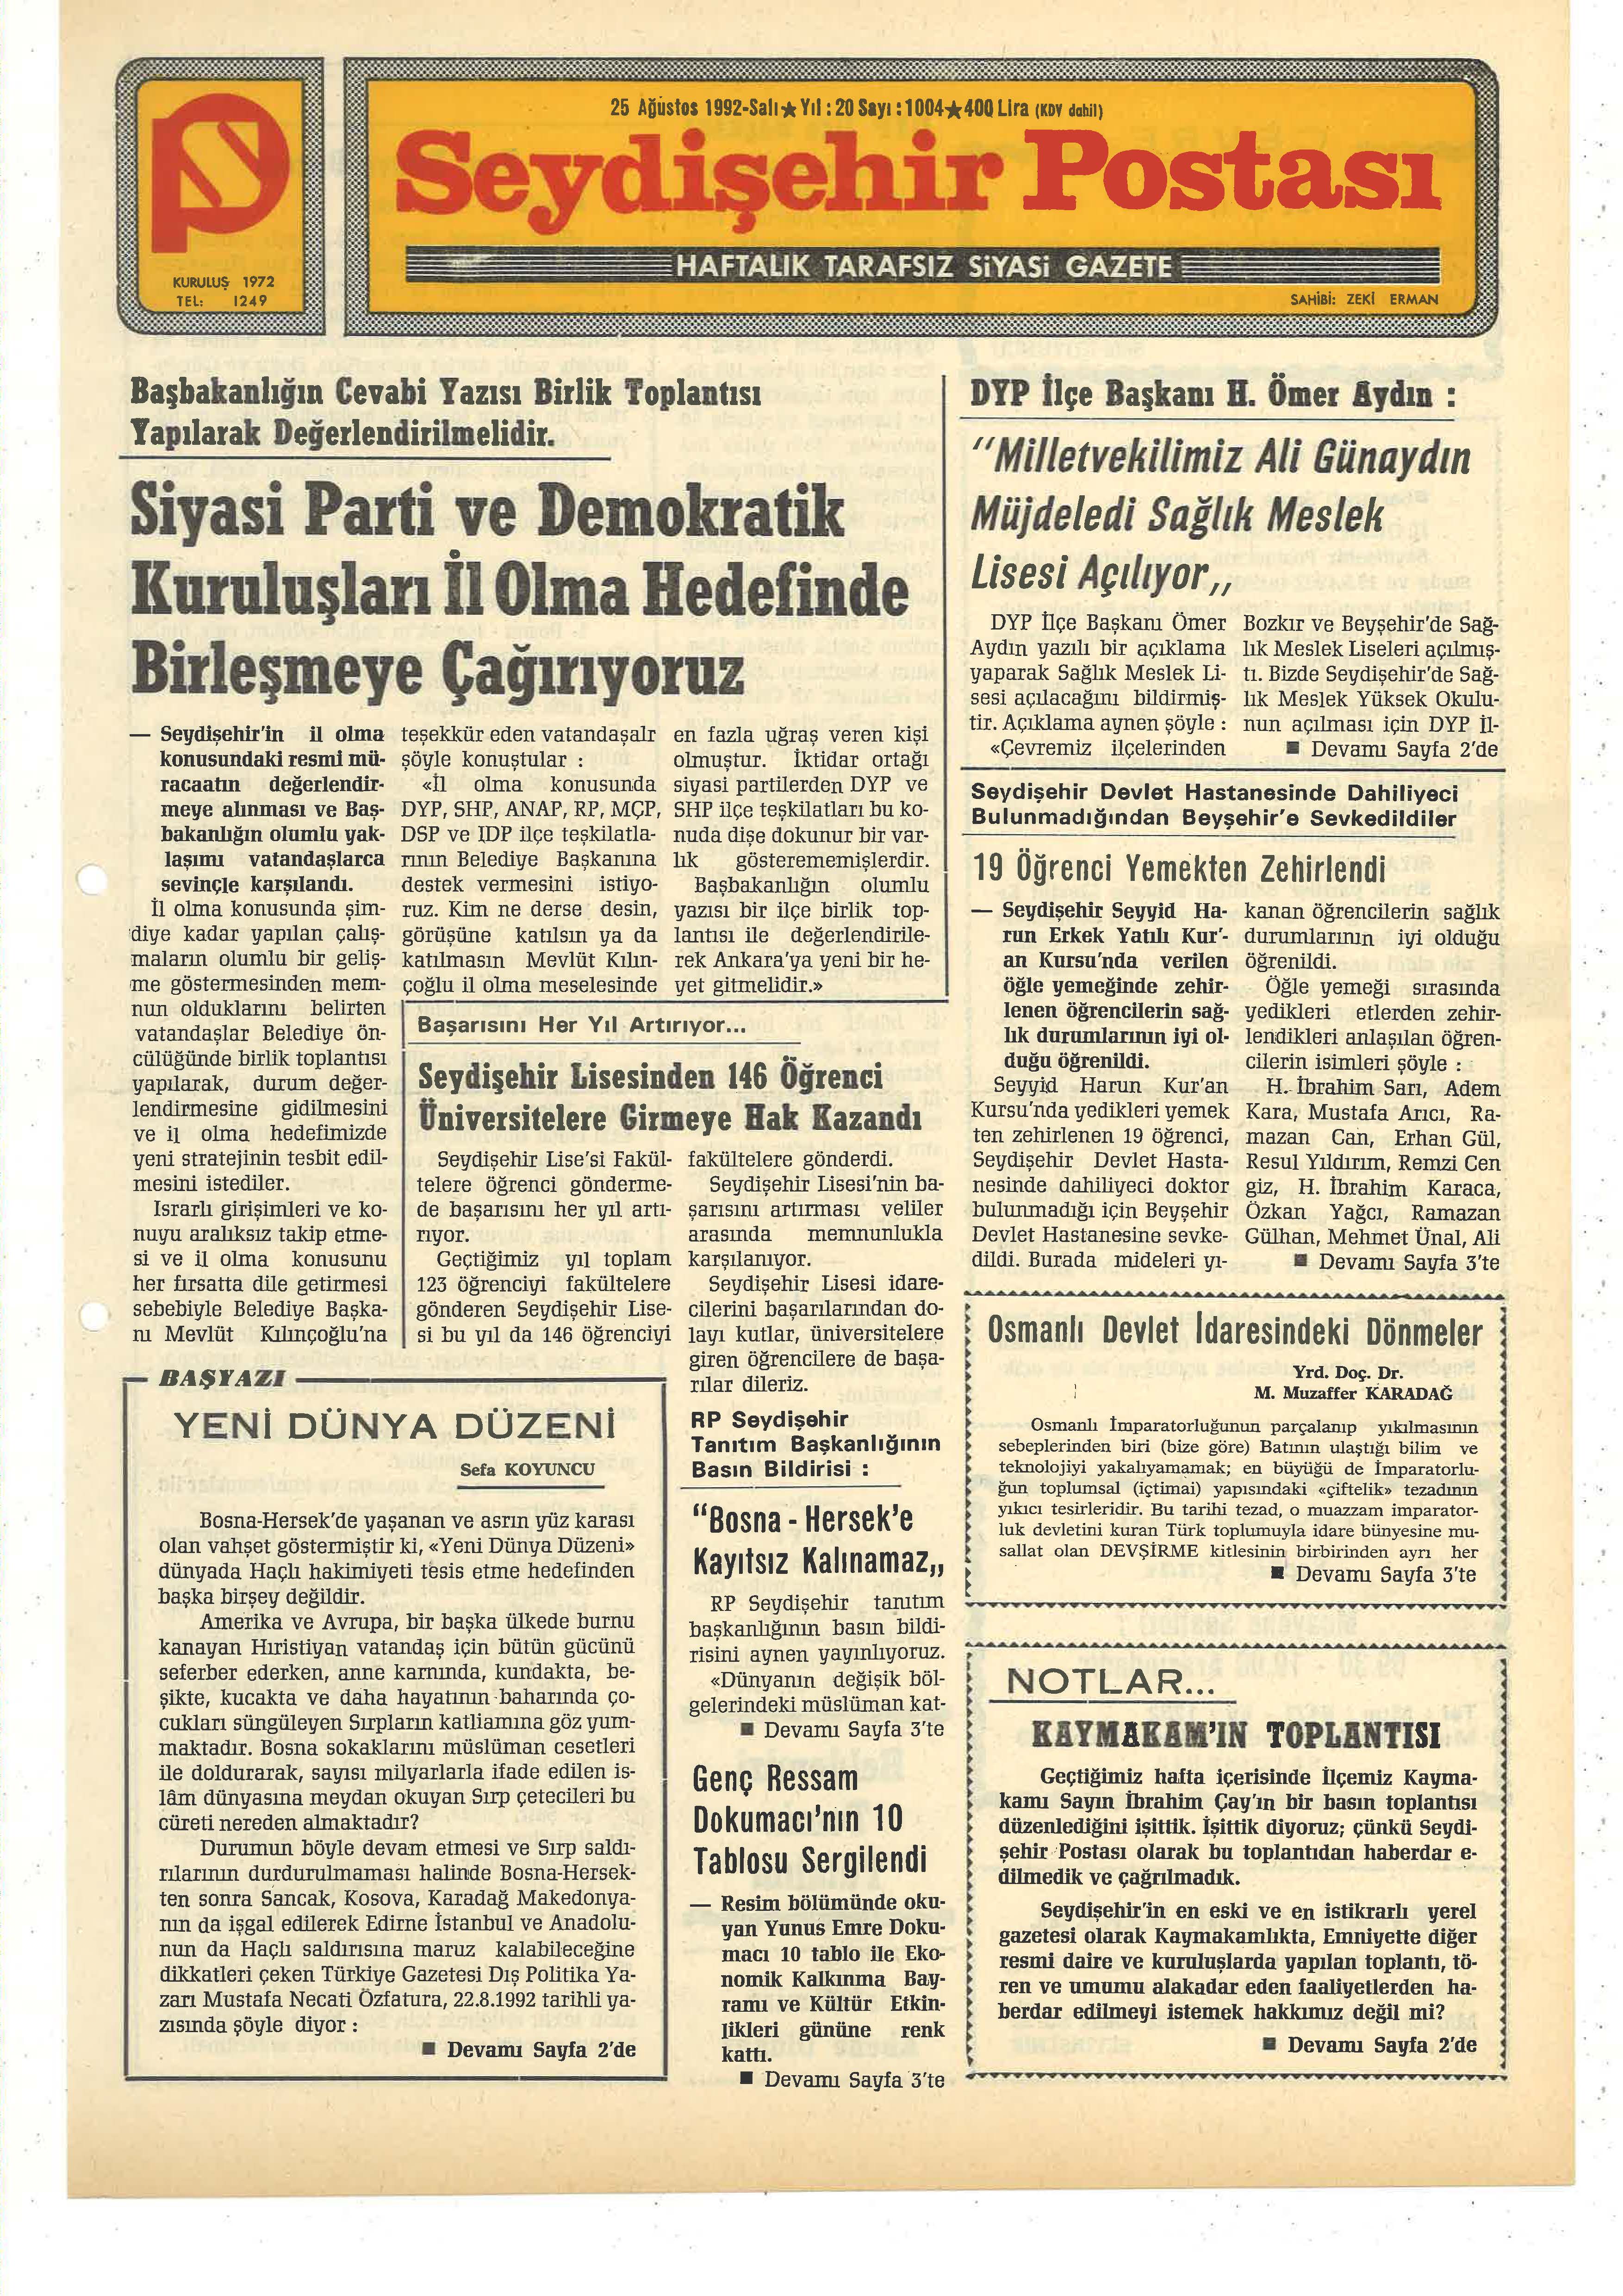 KURULUŞ 1972
TEL: 1249
25 Ağustos 1992-Salı★Yıl:20 Sayı:1004★400 Lira (KDV dahil)
Seydişehir Postası
HAFTALIK TARAFSIZ SİYASİ GAZETE
SAHİBİ: ZEKİ ERMAN
Başbakanlığın Cevabi Yazısı Birlik Toplantısı
Yapılarak Değerlendirilmelidir.
Siyasi Parti ve Demokratik
Kuruluşları İl Olma Hedefinde
Birleşmeye Çağırıyoruz
— Seydişehir'in il olma
konusundaki resmi mü-
racaatın değerlendir-
meye alınması ve Baş-
bakanlığın olumlu yak-
laşımı vatandaşlarca
sevinçle karşılandı.
İl olma konusunda şim-
diye kadar yapılan çalış-
maların olumlu bir geliş-
me göstermesinden mem-
nun olduklarını belirten
vatandaşlar Belediye ön-
cülüğünde birlik toplantısı
yapılarak, durum değer-
lendirmesine gidilmesini
ve il olma hedefimizde
yeni stratejinin tesbit edil-
mesini istediler.
Israrlı girişimleri ve ko-
nuyu aralıksız takip etme-
si ve il olma konusunu
her fırsatta dile getirmesi
sebebiyle Belediye Başka-
nı Mevlüt Kılınçoğlu'na
teşekkür eden vatandaşalr
şöyle konuştular :
«İl olma konusunda
DYP, SHP, ANAP, RP, MÇP,
DSP ve IDP ilçe teşkilatla-
rının Belediye Başkanına
destek vermesini istiyo-
ruz. Kim ne derse desin,
görüşüne katılsın ya da
katılmasın Mevlüt Kılın-
çoğlu il olma meselesinde
en fazla uğraş veren kişi
olmuştur. İktidar ortağı
siyasi partilerden DYP ve
SHP ilçe teşkilatları bu ko-
nuda dişe dokunur bir var-
lık gösterememişlerdir.
Başbakanlığın olumlu
yazısı bir ilçe birlik top-
lantısı ile değerlendirile-
rek Ankara'ya yeni bir he-
yet gitmelidir.»
Başarısını Her Yıl Artırıyor...
Seydişehir Lisesinden 146 Öğrenci
Üniversitelere Girmeye Hak Kazandı
Seydişehir Lise'si Fakül-
telere öğrenci gönderme-
de başarısını her yıl artı-
rıyor.
Geçtiğimiz yıl toplam
123 öğrenciyi fakültelere
gönderen Seydişehir Lise-
si bu yıl da 146 öğrenciyi
fakültelere gönderdi.
Seydişehir Lisesi'nin ba-
şarısını artırması veliler
arasında memnunlukla
karşılanıyor.
Seydişehir Lisesi idare-
cilerini başarılarından do-
layı kutlar, üniversitelere
giren öğrencilere de başa-
rılar dileriz.
BAŞYAZI
YENİ DÜNYA DÜZENİ
Sefa KOYUNCU
Bosna-Hersek'de yaşanan ve asrın yüz karası
olan vahşet göstermiştir ki, «Yeni Dünya Düzeni»
dünyada Haçlı hakimiyeti tesis etme hedefinden
başka birşey değildir.
Amerika ve Avrupa, bir başka ülkede burnu
kanayan Hıristiyan vatandaş için bütün gücünü
seferber ederken, anne karnında, kundakta, be-
şikte, kucakta ve daha hayatının baharında ço-
cukları süngüleyen Sırpların katliamına göz yum-
maktadır. Bosna sokaklarını müslüman cesetleri
ile doldurarak, sayısı milyarlarla ifade edilen is-
lâm dünyasına meydan okuyan Sırp çetecileri bu
cüreti nereden almaktadır?
Durumun böyle devam etmesi ve Sırp saldı-
rılarının durdurulmaması halinde Bosna-Hersek-
ten sonra Sancak, Kosova, Karadağ Makedonya-
nın da işgal edilerek Edirne İstanbul ve Anadolu-
nun da Haçlı saldırısına maruz kalabileceğine
dikkatleri çeken Türkiye Gazetesi Dış Politika Ya-
zarı Mustafa Necati Özfatura, 22.8.1992 tarihli ya-
zısında şöyle diyor :
■ Devamı Sayfa 2'de
RP Seydişehir
Tanıtım Başkanlığının
Basın Bildirisi :
“Bosna - Hersek'e
Kayıtsız Kalınamaz,,
RP Seydişehir tanıtım
başkanlığının basın bildi-
risini aynen yayınlıyoruz.
«Dünyanın değişik böl-
gelerindeki müslüman kat-
■ Devamı Sayfa 3'te
Genç Ressam
Dokumacı'nın 10
Tablosu Sergilendi
— Resim bölümünde oku-
yan Yunus Emre Doku-
macı 10 tablo ile Eko-
nomik Kalkınma Bay-
ramı ve Kültür Etkin-
likleri gününe renk
kattı.
■ Devamı Sayfa 3'te
DYP İlçe Başkanı H. Ömer Aydın :
“Milletvekilimiz Ali Günaydın
Müjdeledi Sağlık Meslek
Lisesi Açılıyor,,
DYP İlçe Başkanı Ömer
Aydın yazılı bir açıklama
yaparak Sağlık Meslek Li-
sesi açılacağını bildirmiş-
tir. Açıklama aynen şöyle :
«Çevremiz ilçelerinden
Bozkır ve Beyşehir'de Sağ-
lık Meslek Liseleri açılmış-
tı. Bizde Seydişehir'de Sağ-
lık Meslek Yüksek Okulu-
nun açılması için DYP İl-
■ Devamı Sayfa 2'de
Seydişehir Devlet Hastanesinde Dahiliyeci
Bulunmadığından Beyşehir'e Sevkedildiler
19 Öğrenci Yemekten Zehirlendi
— Seydişehir Seyyid Ha-
run Erkek Yatılı Kur'-
an Kursu'nda verilen
öğle yemeğinde zehir-
lenen öğrencilerin sağ-
lık durumlarının iyi ol-
duğu öğrenildi.
Seyyid Harun Kur'an
Kursu'nda yedikleri yemek
ten zehirlenen 19 öğrenci,
Seydişehir Devlet Hasta-
nesinde dahiliyeci doktor
bulunmadığı için Beyşehir
Devlet Hastanesine sevke-
dildi. Burada mideleri yı-
kanan öğrencilerin sağlık
durumlarının iyi olduğu
öğrenildi.
Öğle yemeği sırasında
yedikleri etlerden zehir-
lendikleri anlaşılan öğren-
cilerin isimleri şöyle :
H. İbrahim Sarı, Adem
Kara, Mustafa Arıcı, Ra-
mazan Can, Erhan Gül,
Resul Yıldırım, Remzi Cen
giz, H. İbrahim Karaca,
Özkan Yağcı, Ramazan
Gülhan, Mehmet Ünal, Ali
■ Devamı Sayfa 3'te
Osmanlı Devlet İdaresindeki Dönmeler
Yrd. Doç. Dr.
M. Muzaffer KARADAĞ
Osmanlı İmparatorluğunun parçalanıp yıkılmasının
sebeplerinden biri (bize göre) Batının ulaştığı bilim ve
teknolojiyi yakalıyamamak; en büyüğü de İmparatorlu-
ğun toplumsal (içtimai) yapısındaki «çiftelik» tezadının
yıkıcı tesirleridir. Bu tarihi tezad, o muazzam imparator-
luk devletini kuran Türk toplumuyla idare bünyesine mu-
sallat olan DEVŞİRME kitlesinin birbirinden ayrı her
■ Devamı Sayfa 3'te
NOTLAR...
KAYMAKAM'IN TOPLANTISI
Geçtiğimiz hafta içerisinde İlçemiz Kayma-
kamı Sayın İbrahim Çay'ın bir basın toplantısı
düzenlediğini işittik. İşittik diyoruz; çünkü Seydi-
şehir Postası olarak bu toplantıdan haberdar e-
dilmedik ve çağrılmadık.
Seydişehir'in en eski ve en istikrarlı yerel
gazetesi olarak Kaymakamlıkta, Emniyette diğer
resmi daire ve kuruluşlarda yapılan toplantı, tö-
ren ve umumu alakadar eden faaliyetlerden ha-
berdar edilmeyi istemek hakkımız değil mi?
■ Devamı Sayfa 2'de